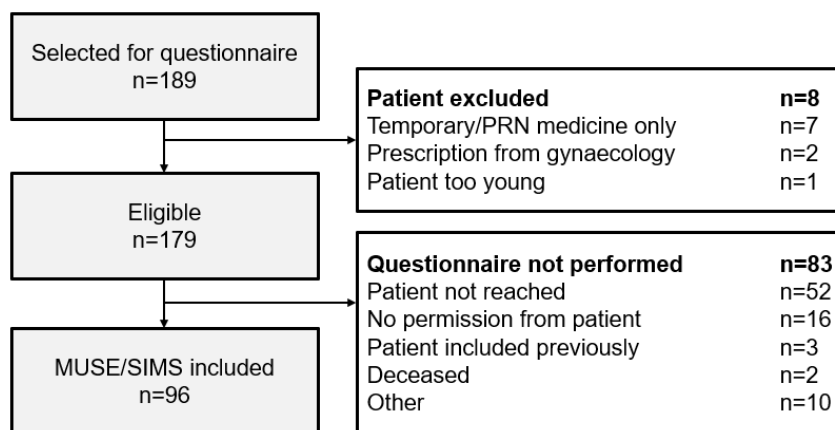 Selected for questionnaire
n=189
Patient excluded n=8
Temporary/PRN medicine only n=7
Prescription from gynaecology n=2
Patient too young n=1
Eligible
n=179
Questionnaire not performed n=83
Patient not reached n=52
No permission from patient n=16
Patient included previously n=3
Deceased n=2
Other n=10
MUSE/SIMS included
n=96